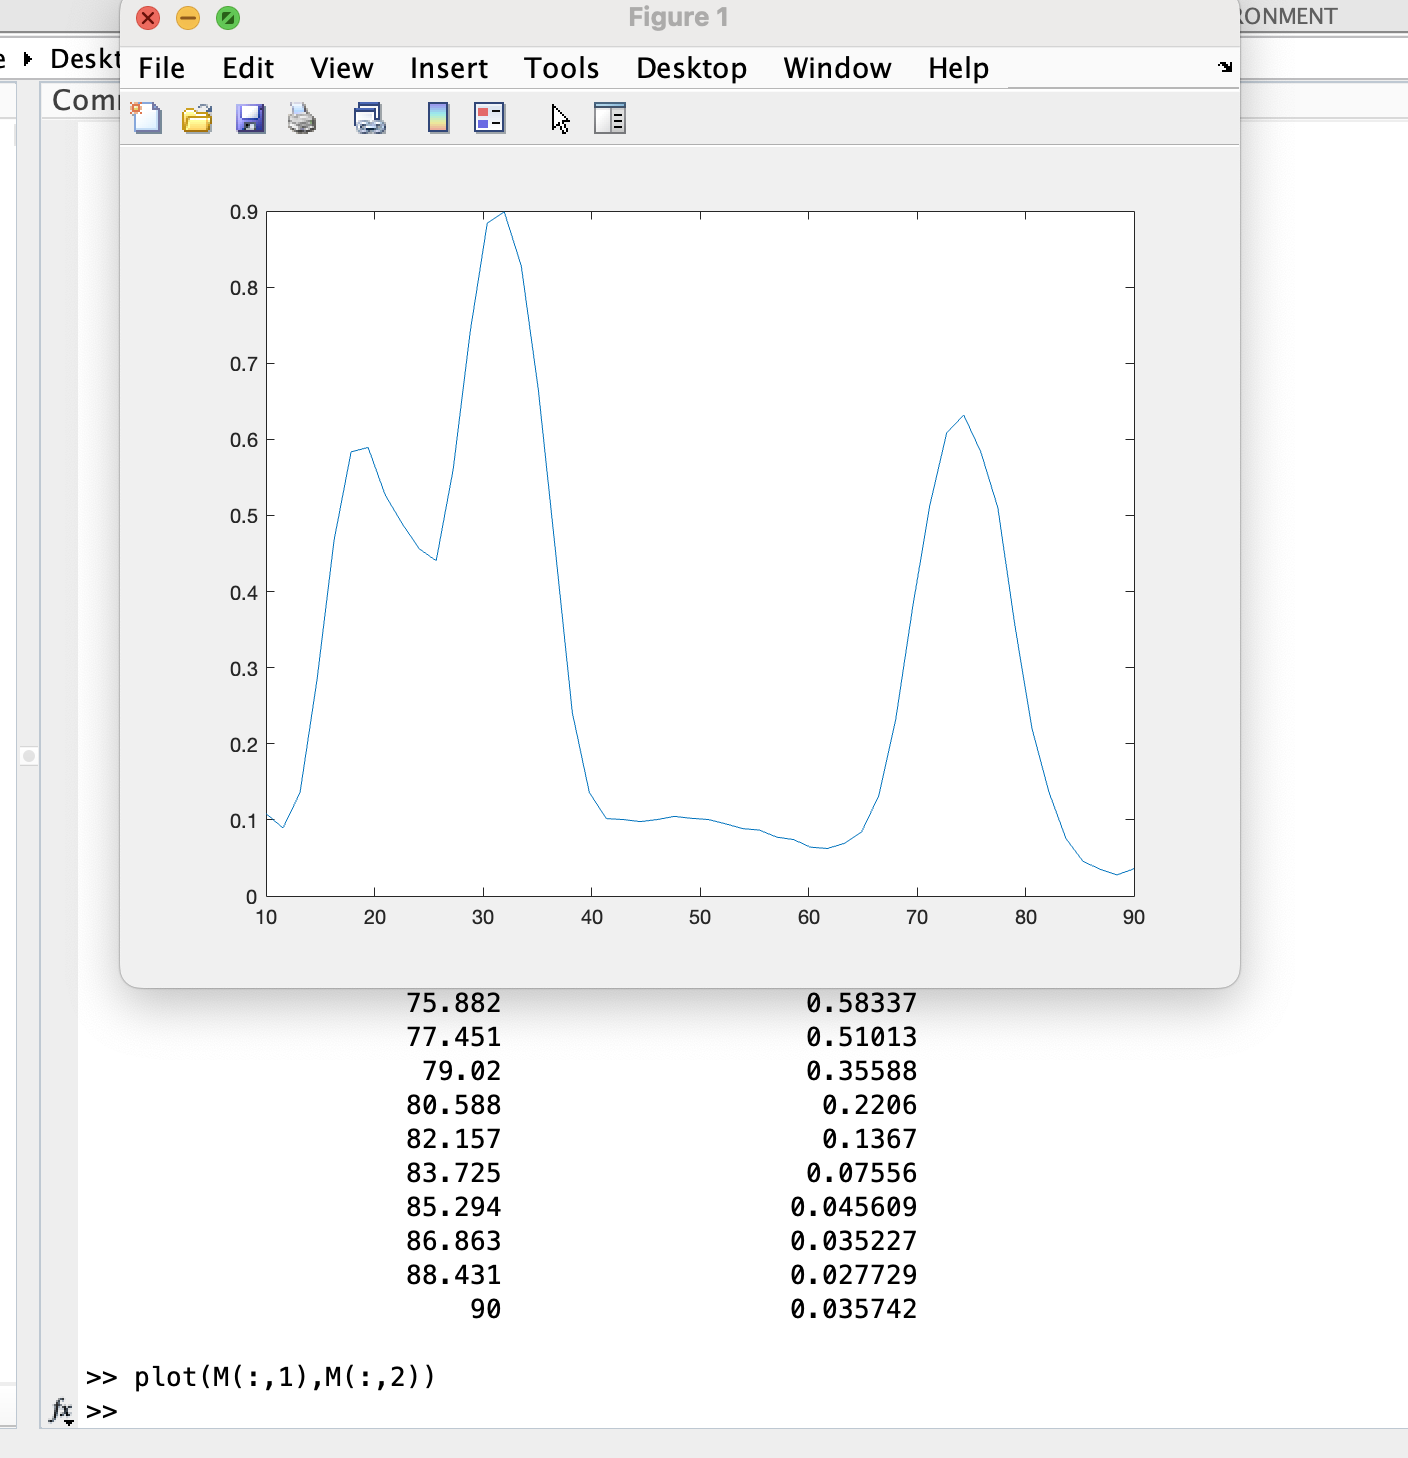 Figure 1
RONMENT
e Deskt
File Edit View Insert Tools Desktop Window Help
Comm
0.9
0.8
0.7
0.6
0.5
0.4
0.3
0.2
0.1
0
10 20 30 40 50 60 70 80 90
75.882 0.58337
77.451 0.51013
79.02 0.35588
80.588 0.2206
82.157 0.1367
83.725 0.07556
85.294 0.045609
86.863 0.035227
88.431 0.027729
90 0.035742
>> plot(M(:,1),M(:,2))
fx >>